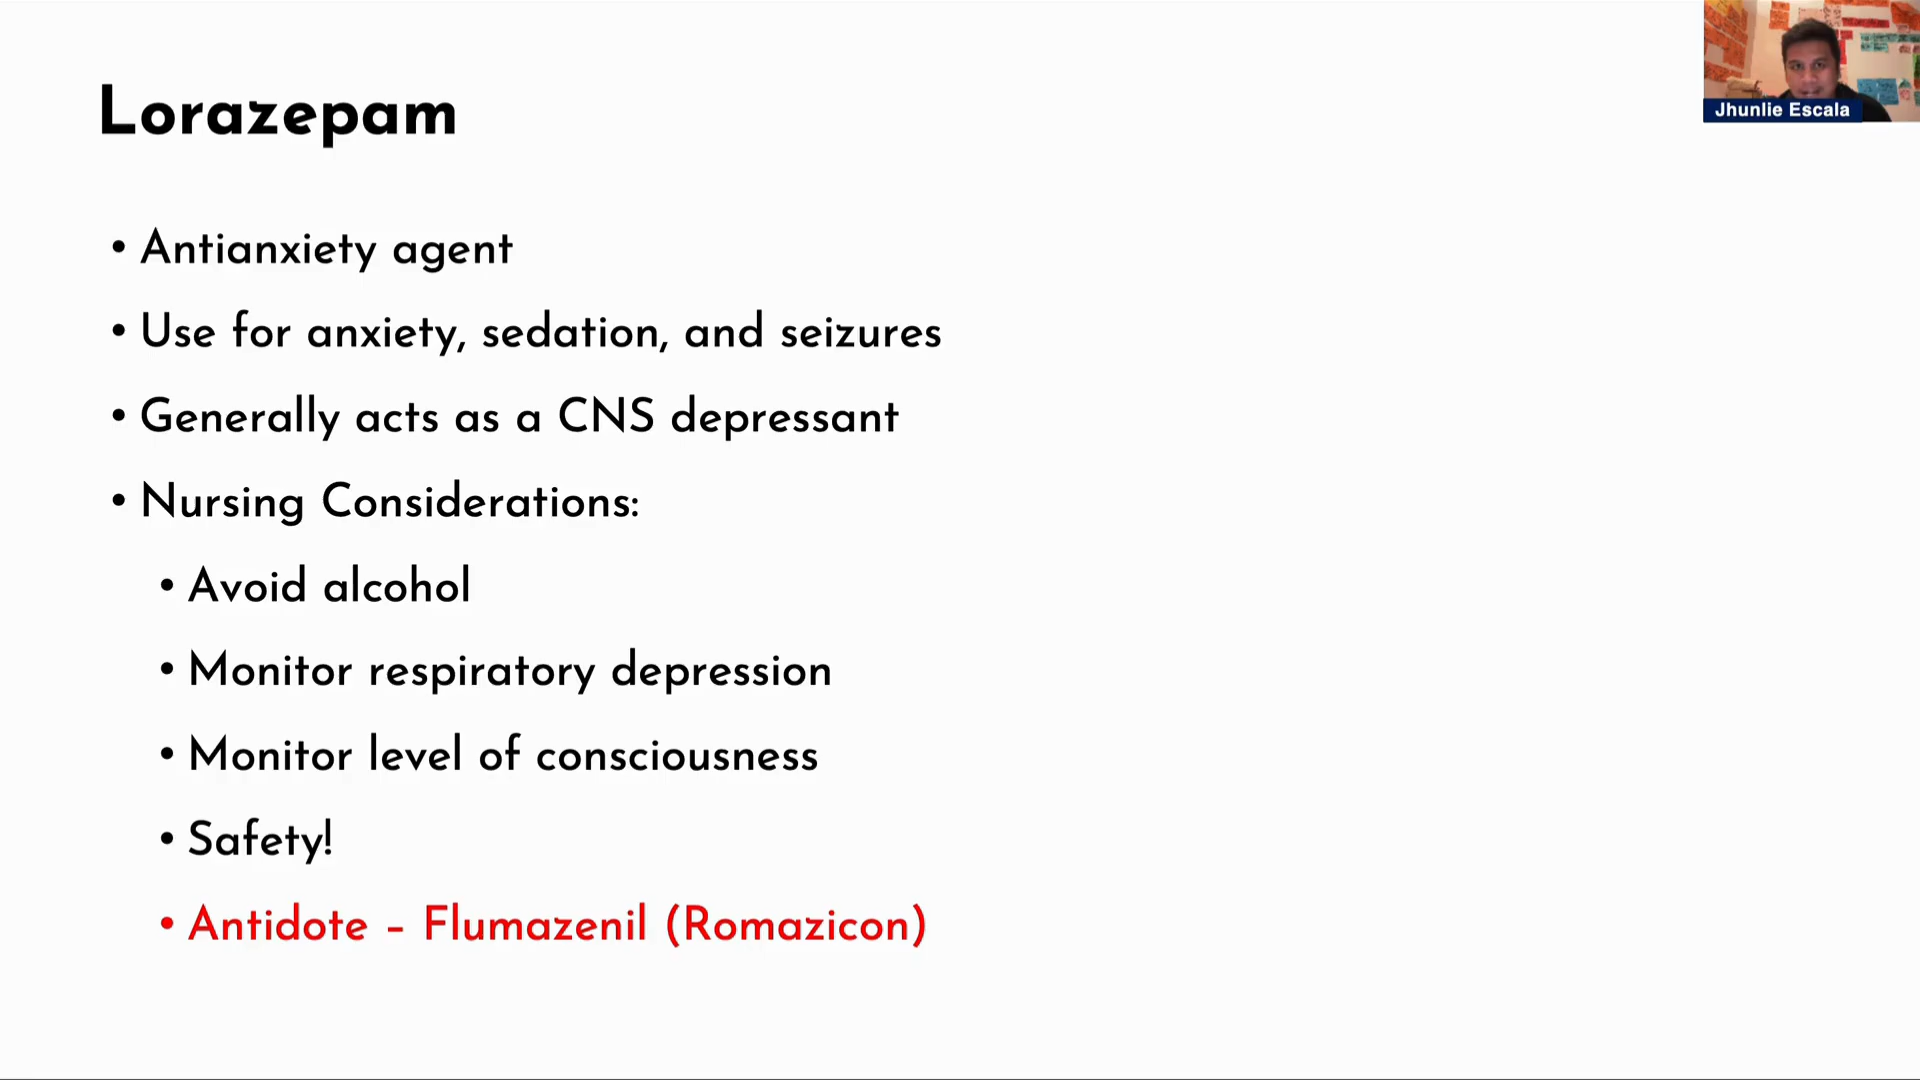 Lorazepam
• Antianxiety agent
• Use for anxiety, sedation, and seizures
• Generally acts as a CNS depressant
• Nursing Considerations:
• Avoid alcohol
• Monitor respiratory depression
• Monitor level of consciousness
• Safety!
• Antidote – Flumazenil (Romazicon)
Jhunlie Escala